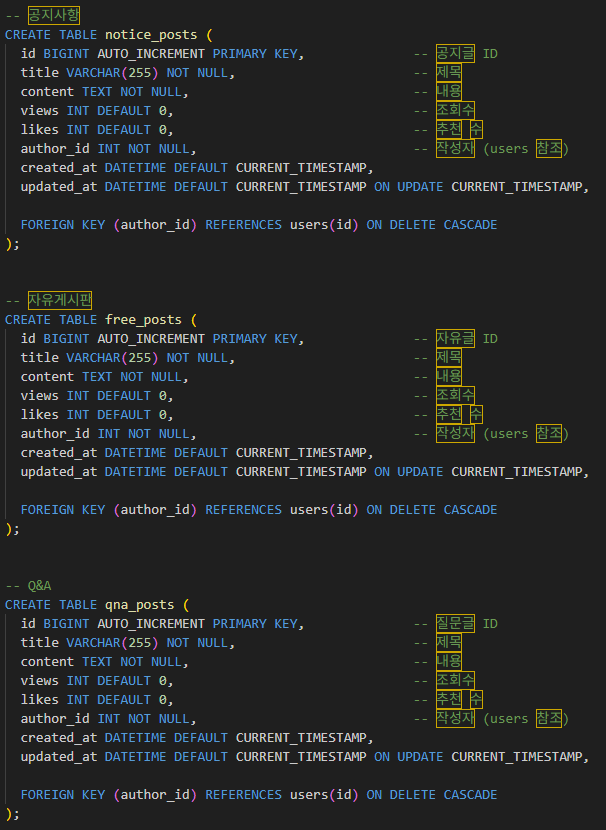 -- 공지사항
CREATE TABLE notice_posts (
  id BIGINT AUTO_INCREMENT PRIMARY KEY,              -- 공지글 ID
  title VARCHAR(255) NOT NULL,                       -- 제목
  content TEXT NOT NULL,                             -- 내용
  views INT DEFAULT 0,                               -- 조회수
  likes INT DEFAULT 0,                               -- 추천 수
  author_id INT NOT NULL,                            -- 작성자 (users 참조)
  created_at DATETIME DEFAULT CURRENT_TIMESTAMP,
  updated_at DATETIME DEFAULT CURRENT_TIMESTAMP ON UPDATE CURRENT_TIMESTAMP,
  FOREIGN KEY (author_id) REFERENCES users(id) ON DELETE CASCADE
);
-- 자유게시판
CREATE TABLE free_posts (
  id BIGINT AUTO_INCREMENT PRIMARY KEY,              -- 자유글 ID
  title VARCHAR(255) NOT NULL,                       -- 제목
  content TEXT NOT NULL,                             -- 내용
  views INT DEFAULT 0,                               -- 조회수
  likes INT DEFAULT 0,                               -- 추천 수
  author_id INT NOT NULL,                            -- 작성자 (users 참조)
  created_at DATETIME DEFAULT CURRENT_TIMESTAMP,
  updated_at DATETIME DEFAULT CURRENT_TIMESTAMP ON UPDATE CURRENT_TIMESTAMP,
  FOREIGN KEY (author_id) REFERENCES users(id) ON DELETE CASCADE
);
-- Q&A
CREATE TABLE qna_posts (
  id BIGINT AUTO_INCREMENT PRIMARY KEY,              -- 질문글 ID
  title VARCHAR(255) NOT NULL,                       -- 제목
  content TEXT NOT NULL,                             -- 내용
  views INT DEFAULT 0,                               -- 조회수
  likes INT DEFAULT 0,                               -- 추천 수
  author_id INT NOT NULL,                            -- 작성자 (users 참조)
  created_at DATETIME DEFAULT CURRENT_TIMESTAMP,
  updated_at DATETIME DEFAULT CURRENT_TIMESTAMP ON UPDATE CURRENT_TIMESTAMP,
  FOREIGN KEY (author_id) REFERENCES users(id) ON DELETE CASCADE
);